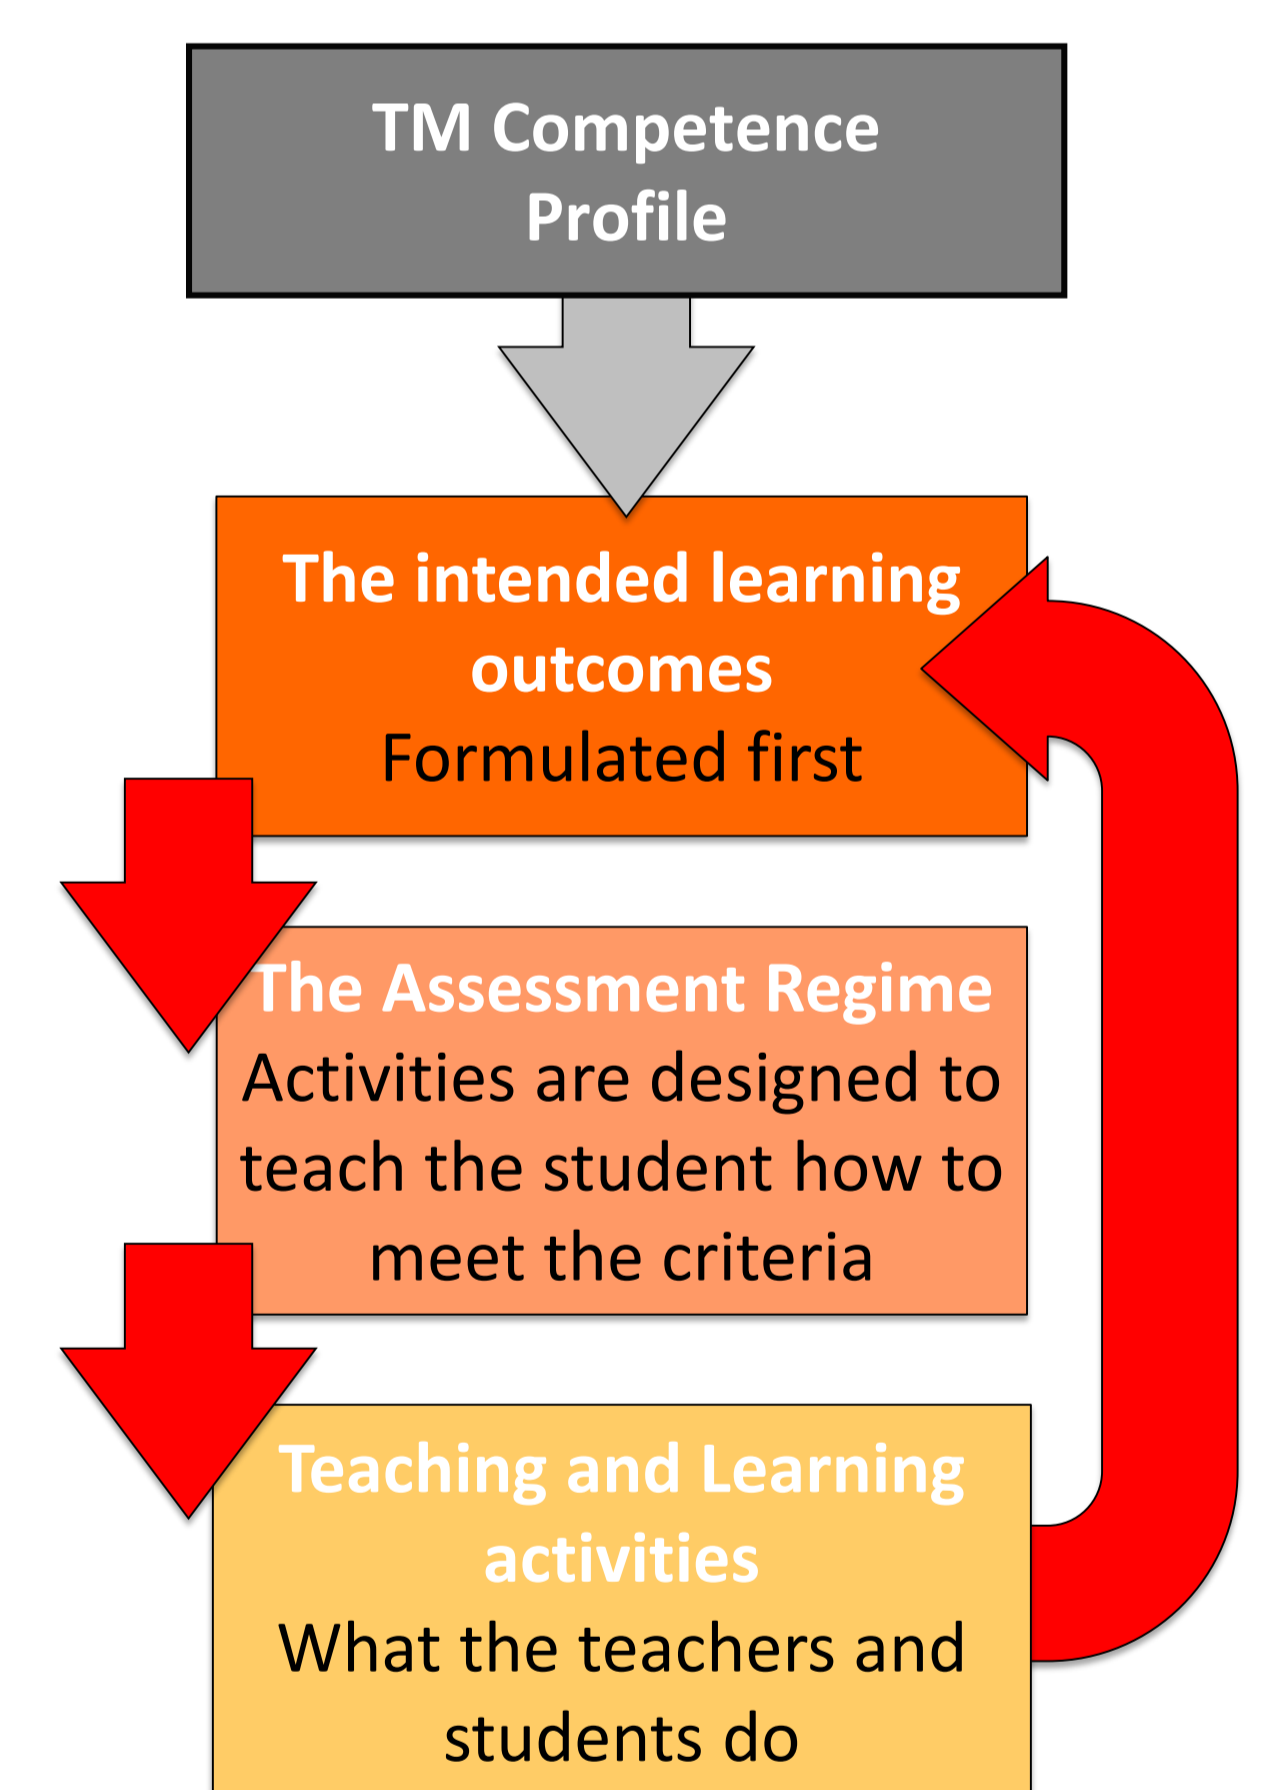 TM Competence
Profile
The intended learning
outcomes
Formulated first
The Assessment Regime
Activities are designed to
teach the student how to
meet the criteria
Teaching and Learning
activities
What the teachers and
students do